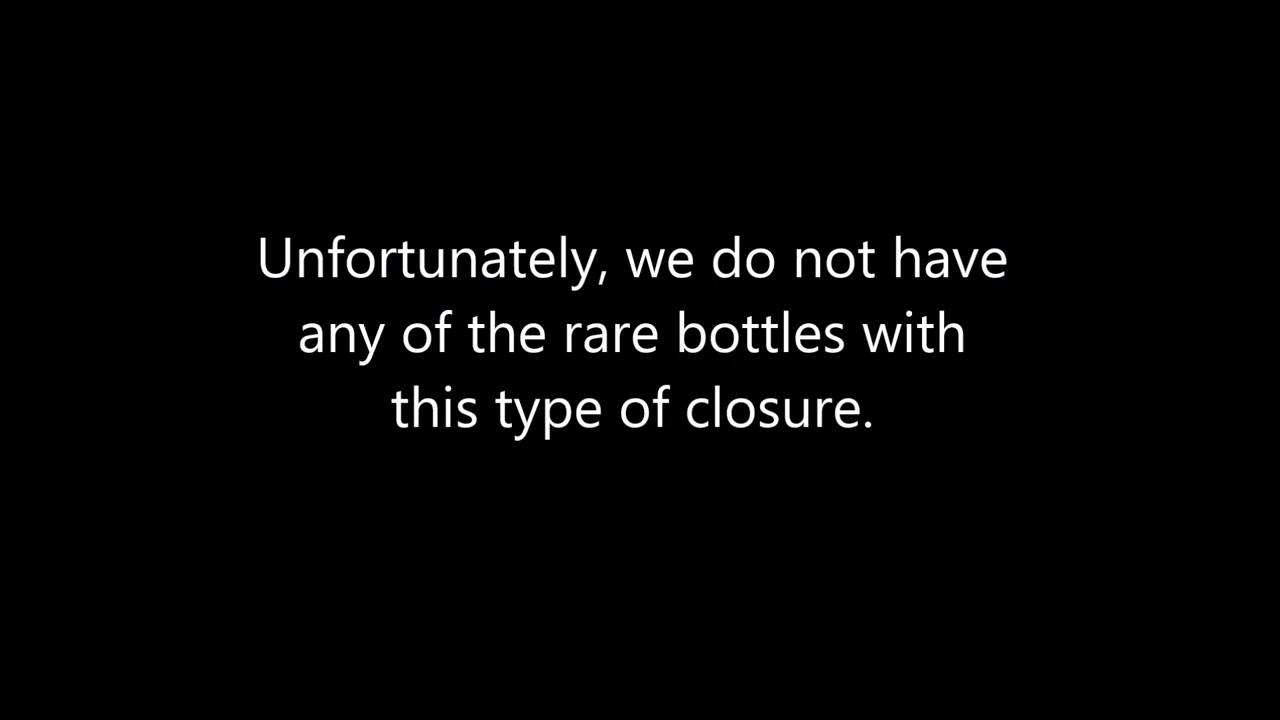 Unfortunately, we do not have
any of the rare bottles with
this type of closure.